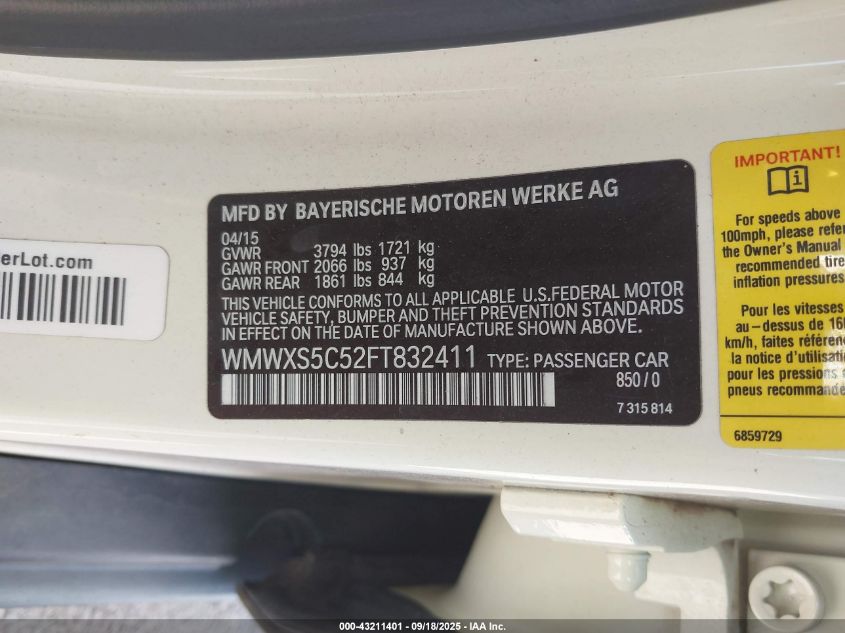 MFD BY BAYERISCHE MOTOREN WERKE AG
04/15
GVWR 3794 lbs 1721 kg
GAWR FRONT 2066 lbs 937 kg
GAWR REAR 1861 lbs 844 kg
THIS VEHICLE CONFORMS TO ALL APPLICABLE U.S.FEDERAL MOTOR
VEHICLE SAFETY, BUMPER AND THEFT PREVENTION STANDARDS
IN EFFECT ON THE DATE OF MANUFACTURE SHOWN ABOVE.
WMWXS5C52FT832411 TYPE: PASSENGER CAR
850/0
7 315 814
erLot.com
IMPORTANT!
i
For speeds above
100mph, please refer
the Owner's Manual
recommended tire
inflation pressures
Pour les vitesses
au-dessus de 160
km/h, faites référen
à la notice d'utilisati
pour les pressions
pneus recommandé
6859729
000-43211401 - 09/18/2025 - IAA Inc.